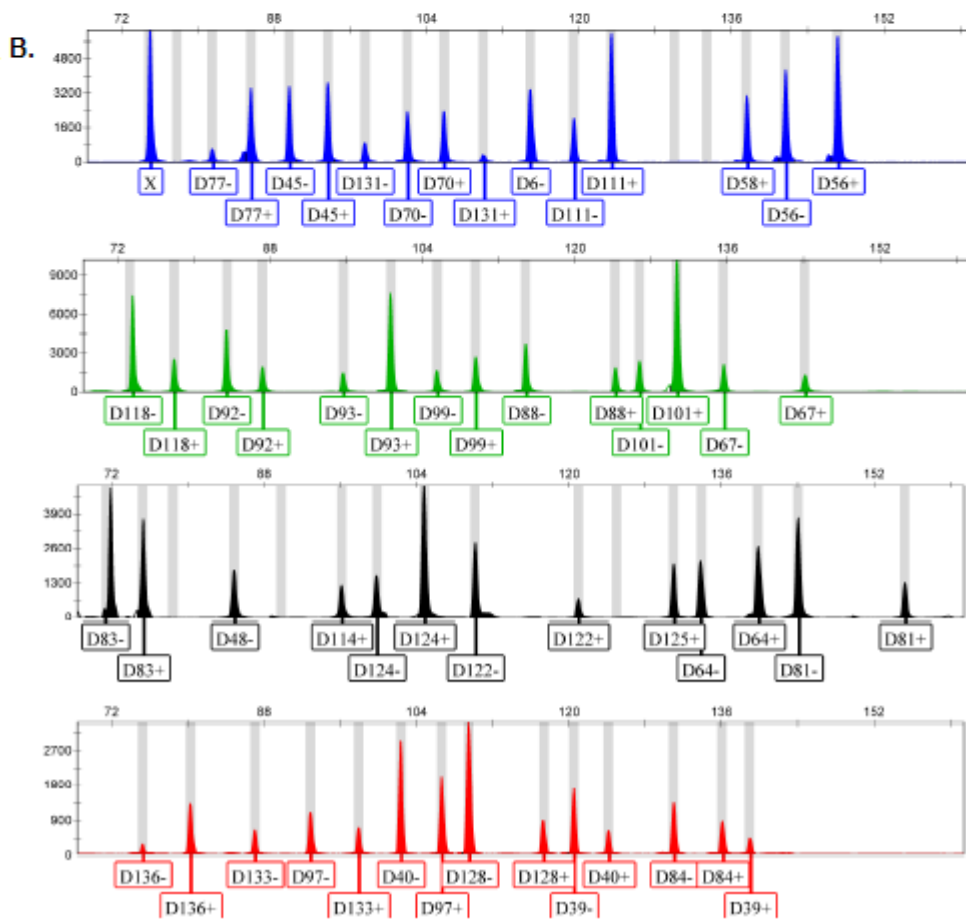 B.
72 88 104 120 136 152
4800
3200
1600
0
X D77- D45- D131- D70+ D6- D111+ D58+ D56+
D77+ D45+ D70- D131+ D111- D56-
72 88 104 120 136 152
9000
6000
3000
0
D118- D92- D93- D99- D88- D88+ D101+ D67+
D118+ D92+ D93+ D99+ D101- D67-
72 88 104 120 136 152
3900
2600
1300
0
D83- D48- D114+ D124+ D122+ D125+ D64+ D81+
D83+ D124- D122- D64- D81-
72 88 104 120 136 152
2700
1800
900
0
D136- D133- D97- D40- D128- D128+ D40+ D84- D84+
D136+ D133+ D97+ D39- D39+